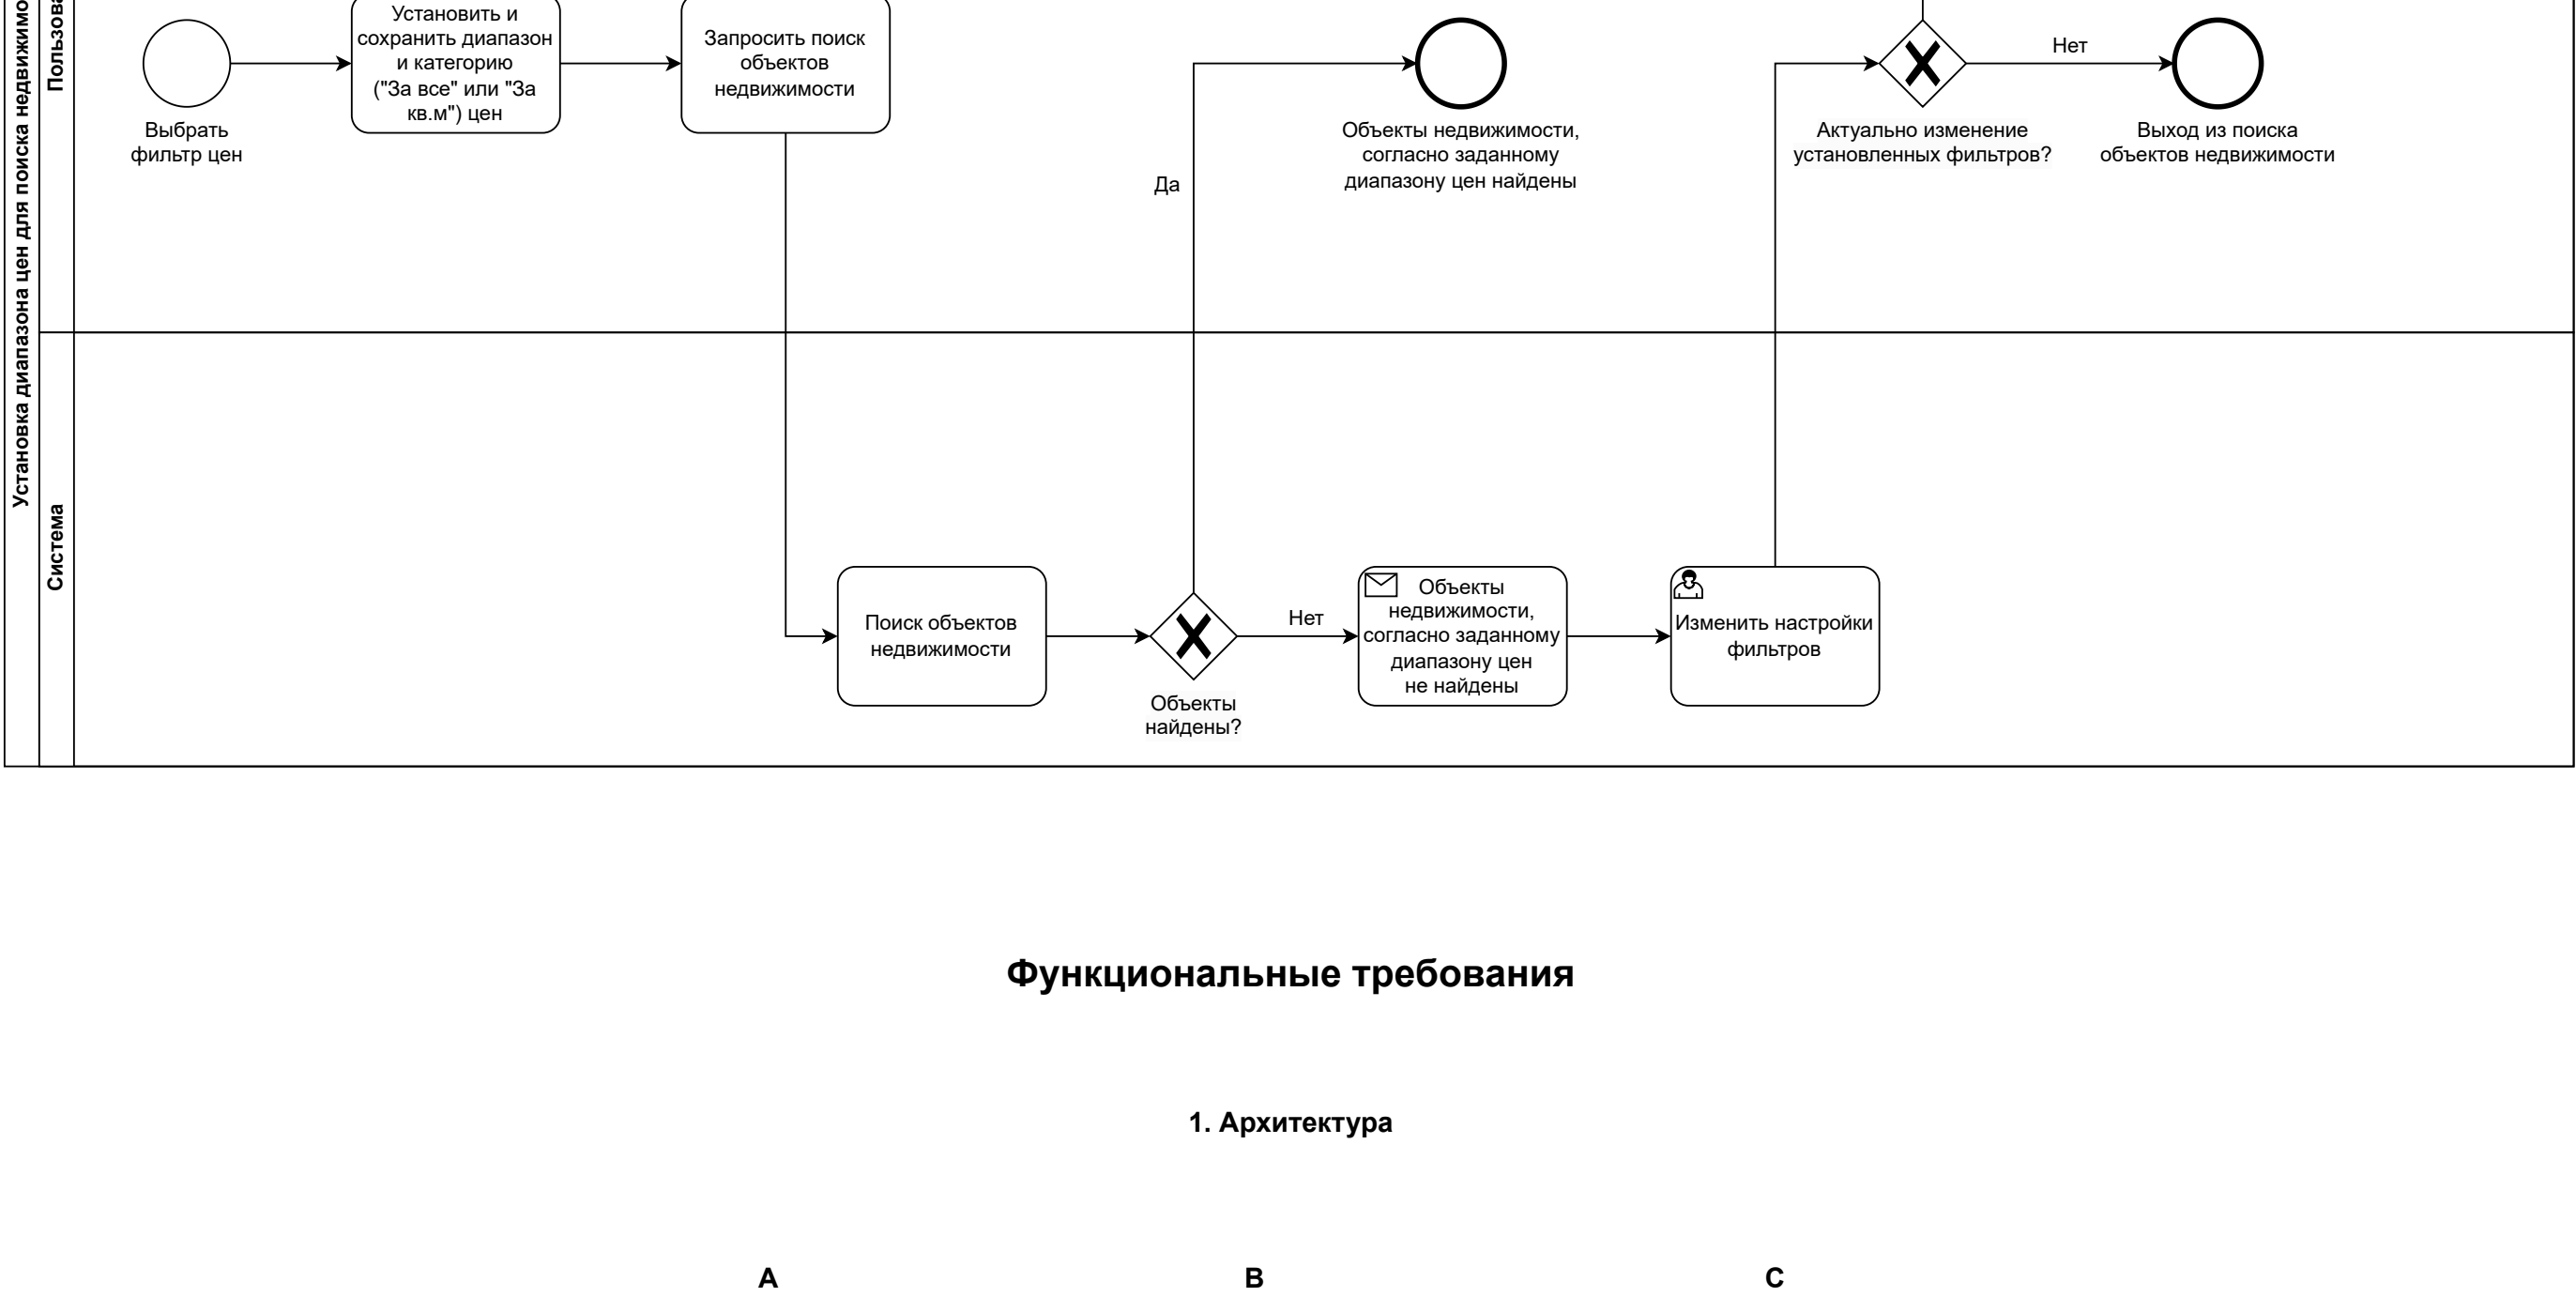 Установка диапазона цен для поиска
Установить и
сохранить диапазон
и категорию
("За все" или "За
кв.м") цен
Запросить поиск
объектов
недвижимости
Выбрать
фильтр цен
Да
Объекты недвижимости,
согласно заданному
диапазону цен найдены
Актуально изменение
установленных фильтров?
Нет
Выход из поиска
объектов недвижимости
Система
Поиск объектов
недвижимости
Объекты
найдены?
Нет
Объекты
недвижимости,
согласно заданному
диапазону цен
не найдены
Изменить настройки
фильтров
Функциональные требования
1. Архитектура
A
B
C